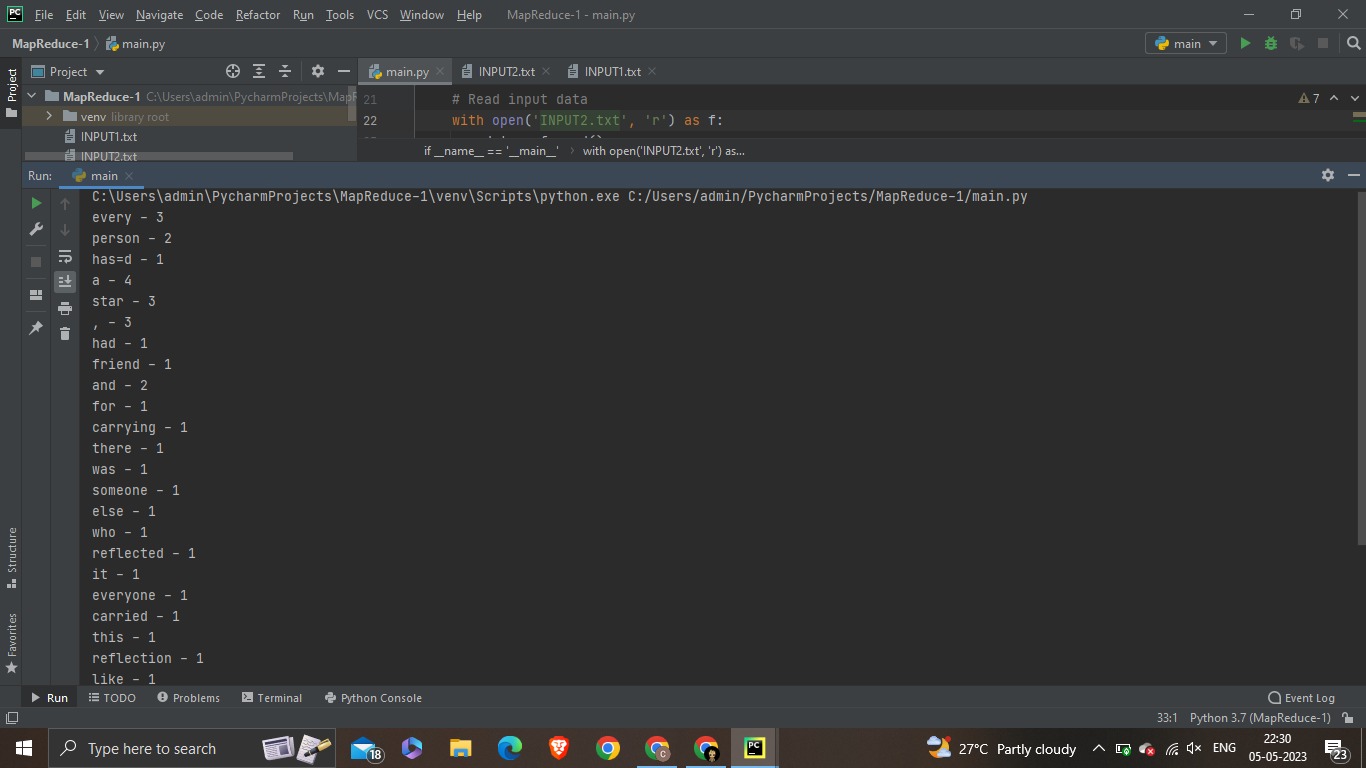 PC File Edit View Navigate Code Refactor Run Tools VCS Window Help MapReduce-1 - main.py
MapReduce-1 main.py main
Project main.py INPUT2.txt INPUT1.txt
Project
MapReduce-1 C:\Users\admin\PycharmProjects\MapR
venv library root
INPUT1.txt
INPUT2.txt
21 # Read input data
22 with open('INPUT2.txt', 'r') as f:
7
if __name__ == '__main__' › with open('INPUT2.txt', 'r') as...
Run: main
C:\Users\admin\PycharmProjects\MapReduce-1\venv\Scripts\python.exe C:/Users/admin/PycharmProjects/MapReduce-1/main.py
every - 3
person - 2
has=d - 1
a - 4
star - 3
, - 3
had - 1
friend - 1
and - 2
for - 1
carrying - 1
there - 1
was - 1
someone - 1
else - 1
who - 1
reflected - 1
it - 1
everyone - 1
carried - 1
this - 1
reflection - 1
like - 1
Structure
Favorites
Run TODO Problems Terminal Python Console Event Log
33:1 Python 3.7 (MapReduce-1)
Type here to search 18 C PC 27°C Partly cloudy ENG 22:30
05-05-2023 23